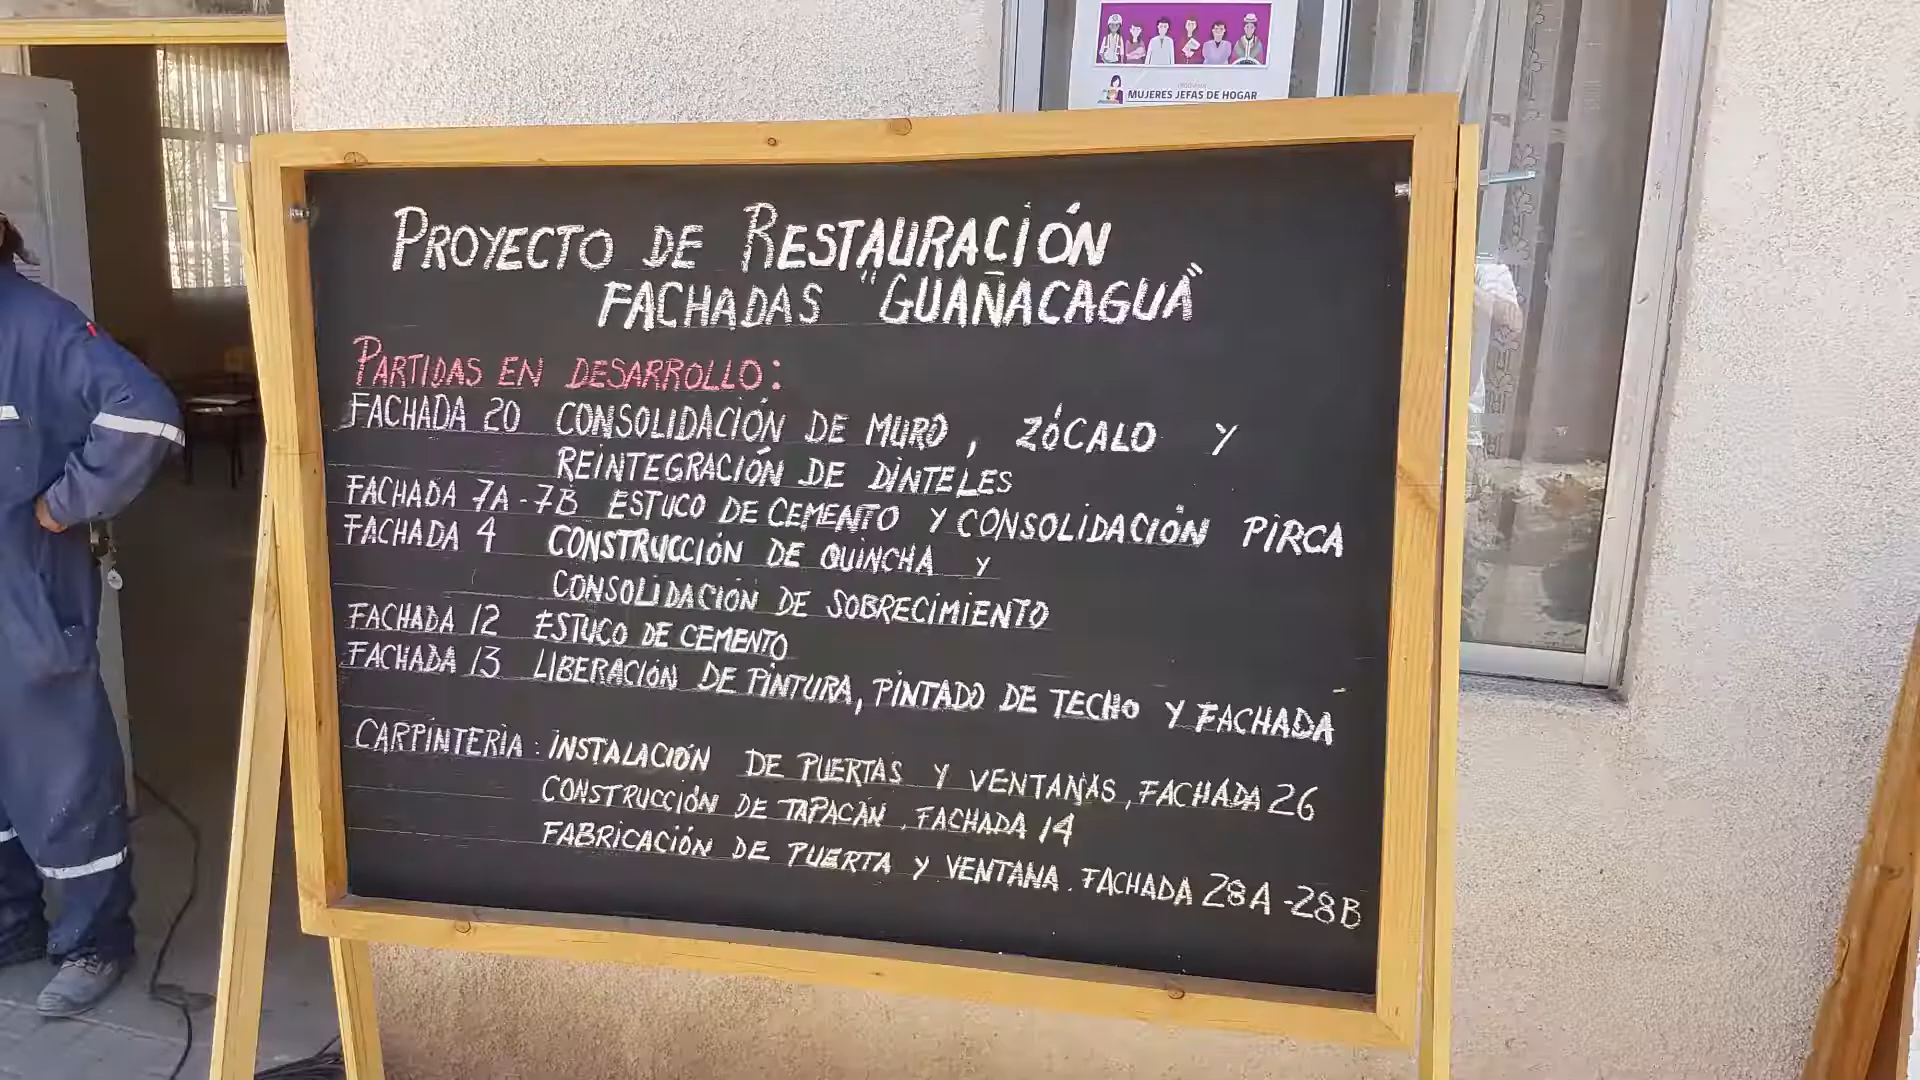 MUJERES JEFAS DE HOGAR
PROYECTO DE RESTAURACIÓN
FACHADAS "GUAÑACAGUA"
PARTIDAS EN DESARROLLO:
FACHADA 20 CONSOLIDACIÓN DE MURO, ZÓCALO Y
REINTEGRACIÓN DE DINTELES
FACHADA 7A-7B ESTUCO DE CEMENTO Y CONSOLIDACIÓN PIRCA
FACHADA 4 CONSTRUCCIÓN DE QUINCHA Y
CONSOLIDACIÓN DE SOBRECIMIENTO
FACHADA 12 ESTUCO DE CEMENTO
FACHADA 13 LIBERACIÓN DE PINTURA, PINTADO DE TECHO Y FACHADA
CARPINTERIA: INSTALACIÓN DE PUERTAS Y VENTANAS, FACHADA 26
CONSTRUCCIÓN DE TAPACÁN, FACHADA 14
FABRICACIÓN DE PUERTA Y VENTANA. FACHADA 28A-28B